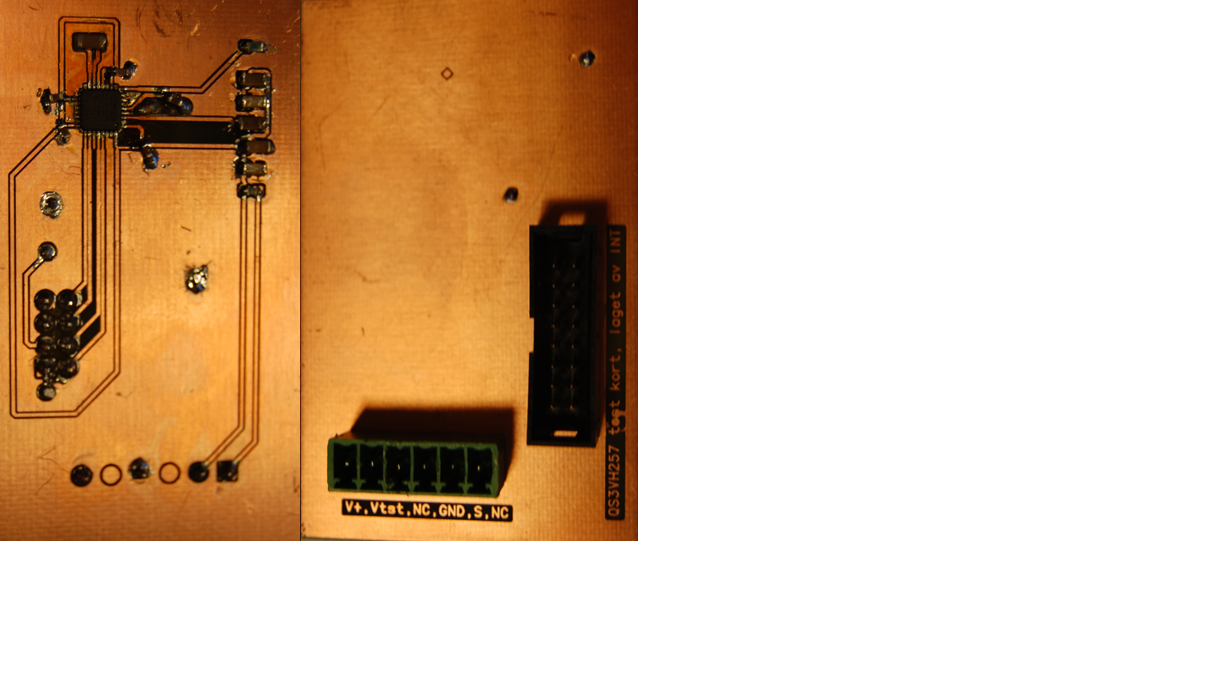 V+,Vtst,NC,GND,S,NC
QS3VH257 test kort, laget av INT